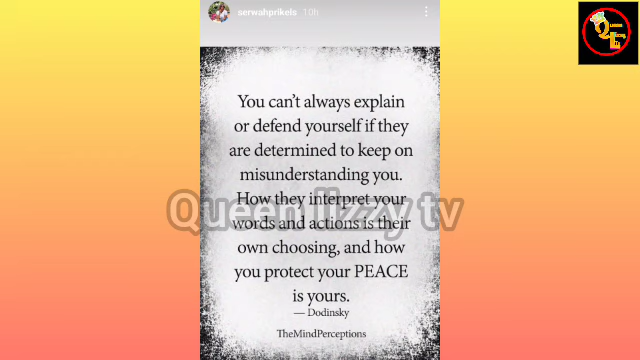 serwahprikels 10h
You can't always explain
or defend yourself if they
are determined to keep on
misunderstanding you.
How they interpret your
words and actions is their
own choosing, and how
you protect your PEACE
is yours.
— Dodinsky
TheMindPerceptions
Queen lizzy tv